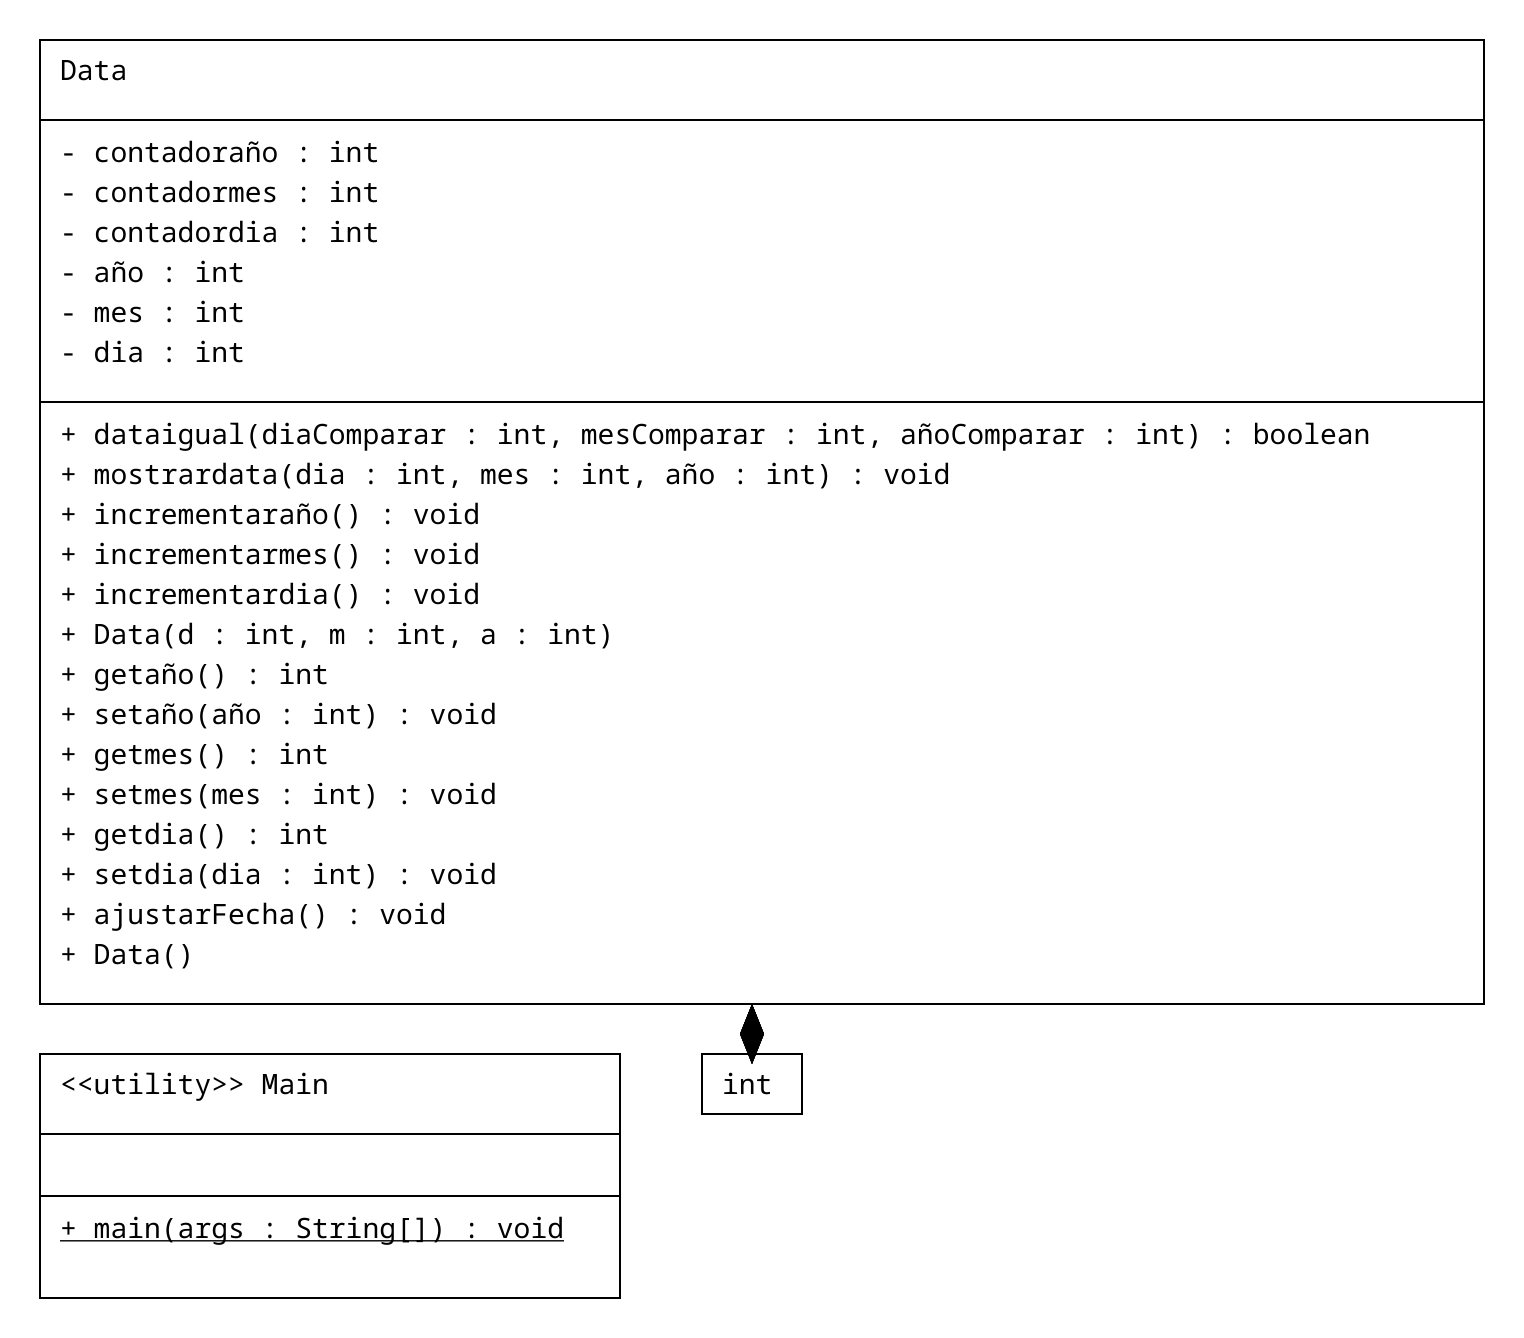 Data
- contadoraño : int
- contadormes : int
- contadordia : int
- año : int
- mes : int
- dia : int
+ dataigual(diaComparar : int, mesComparar : int, añoComparar : int) : boolean
+ mostrardata(dia : int, mes : int, año : int) : void
+ incrementaraño() : void
+ incrementarmes() : void
+ incrementardia() : void
+ Data(d : int, m : int, a : int)
+ getaño() : int
+ setaño(año : int) : void
+ getmes() : int
+ setmes(mes : int) : void
+ getdia() : int
+ setdia(dia : int) : void
+ ajustarFecha() : void
+ Data()
<<utility>> Main
int
+ main(args : String[]) : void